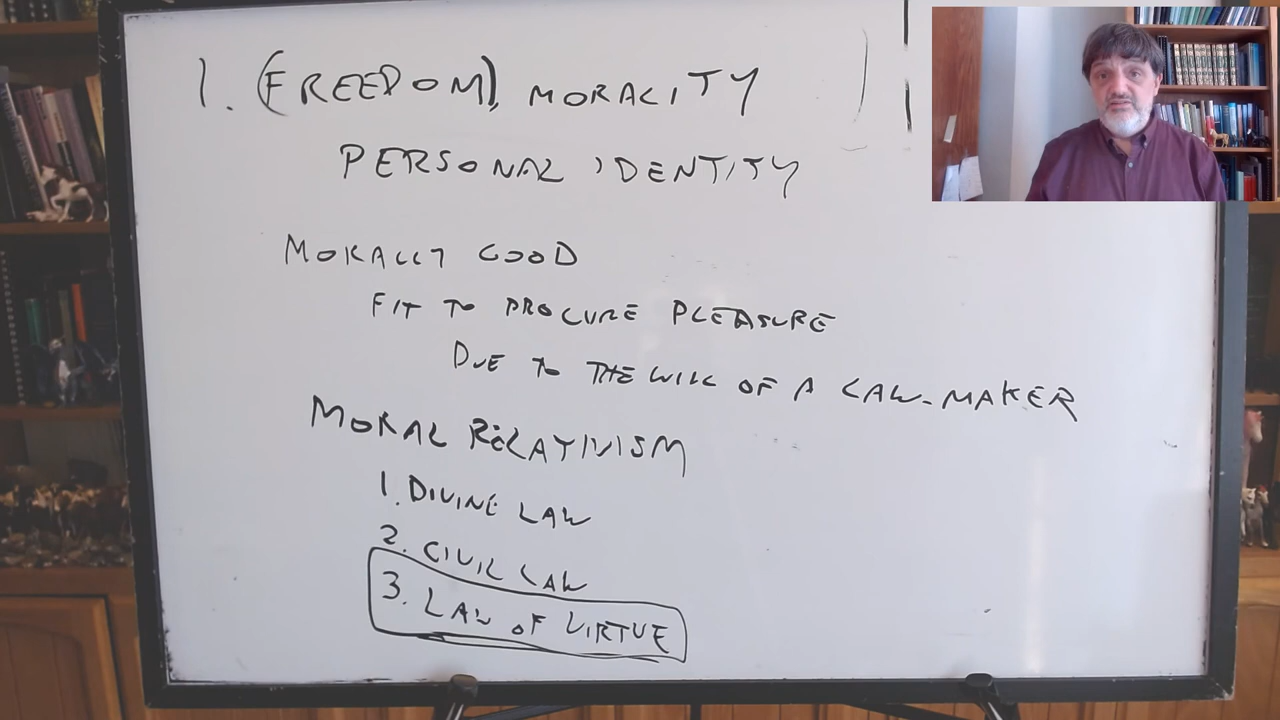 1. (FREEDOM), MORALITY
PERSONAL IDENTITY
MORALLY GOOD
FIT TO PROCURE PLEASURE
DUE TO THE WILL OF A LAW-MAKER
MORAL RELATIVISM
1. DIVINE LAW
2. CIVIL LAW
3. LAW OF VIRTUE